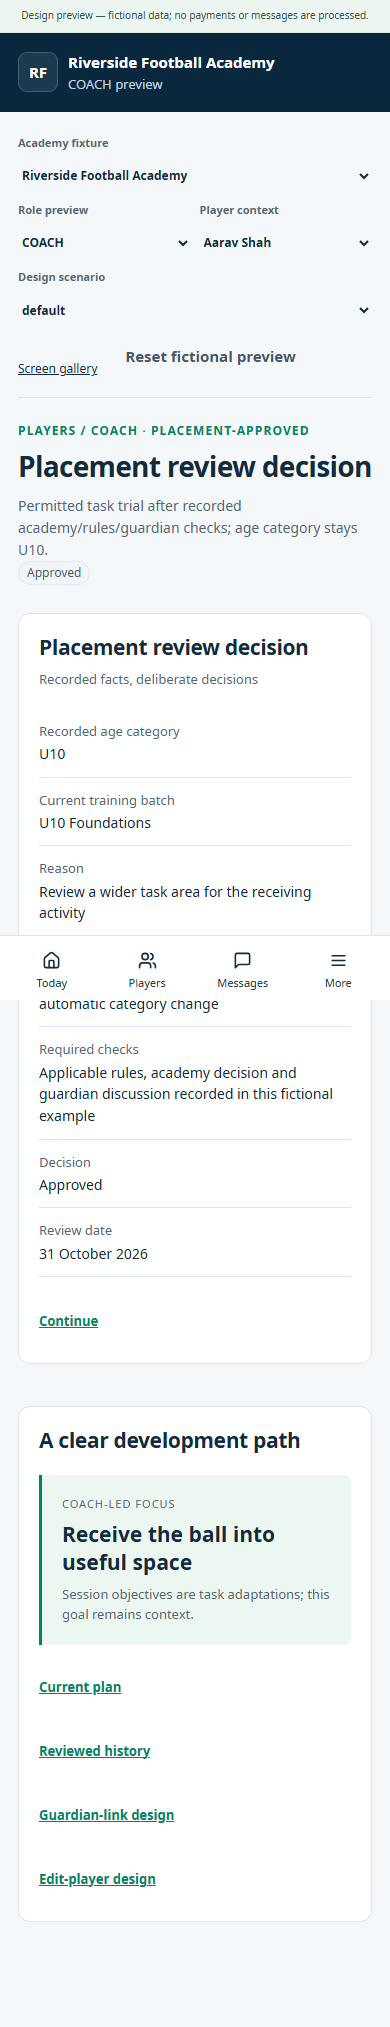 Design preview — fictional data; no payments or messages are processed.
RF
Riverside Football Academy
COACH preview
Academy fixture
Riverside Football Academy
Role preview
Player context
COACH
Aarav Shah
Design scenario
default
Screen gallery
Reset fictional preview
PLAYERS / COACH · PLACEMENT-APPROVED
Placement review decision
Permitted task trial after recorded
academy/rules/guardian checks; age category stays
U10.
Approved
Placement review decision
Recorded facts, deliberate decisions
Recorded age category
U10
Current training batch
U10 Foundations
Reason
Review a wider task area for the receiving
activity
Today
Players
Messages
More
automatic category change
Required checks
Applicable rules, academy decision and
guardian discussion recorded in this fictional
example
Decision
Approved
Review date
31 October 2026
Continue
A clear development path
COACH-LED FOCUS
Receive the ball into
useful space
Session objectives are task adaptations; this
goal remains context.
Current plan
Reviewed history
Guardian-link design
Edit-player design